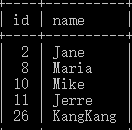 id | name
2 | Jane
8 | Maria
10 | Mike
11 | Jerre
26 | KangKang